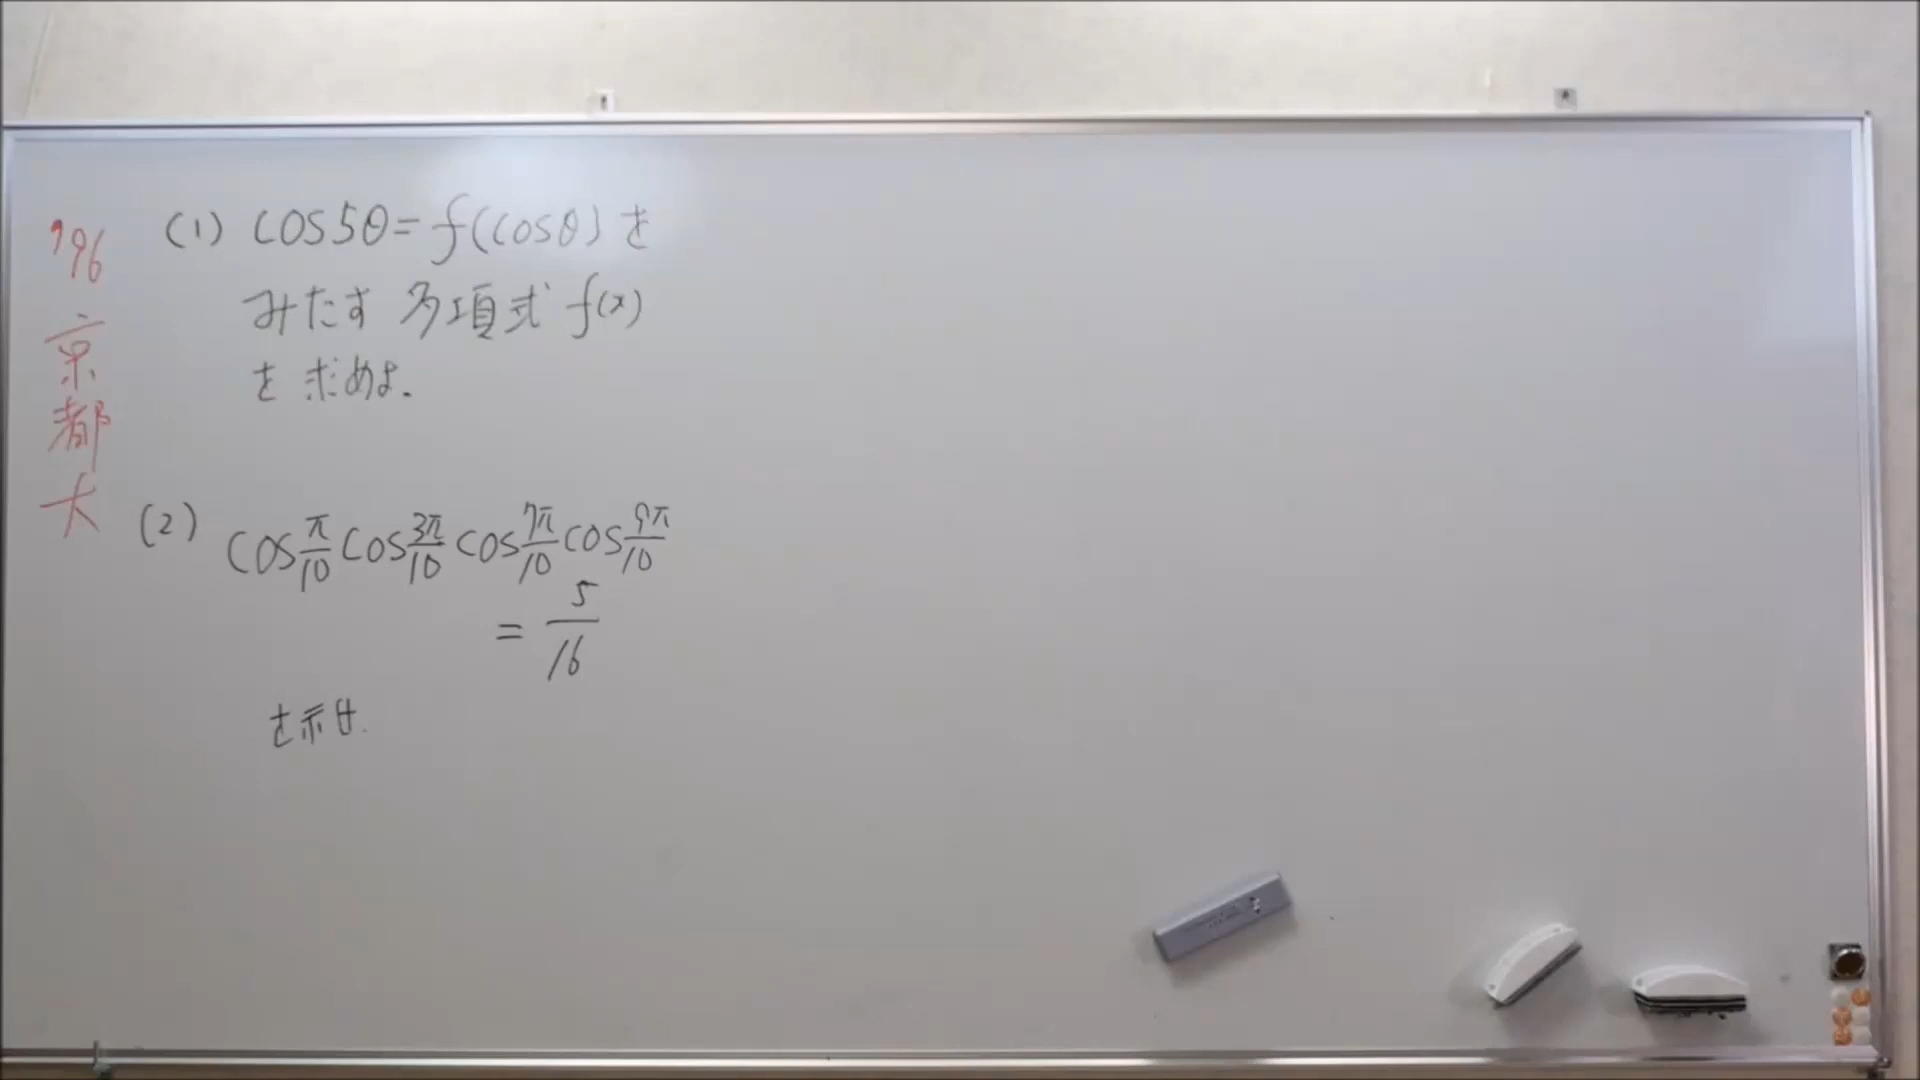 '96 京都大
(1) cos5θ=f(cosθ)を
みたす 多項式 f(x)
を 求めよ.
(2) cos π/10 cos 3π/10 cos 7π/10 cos 9π/10
= 5/16
を示せ.